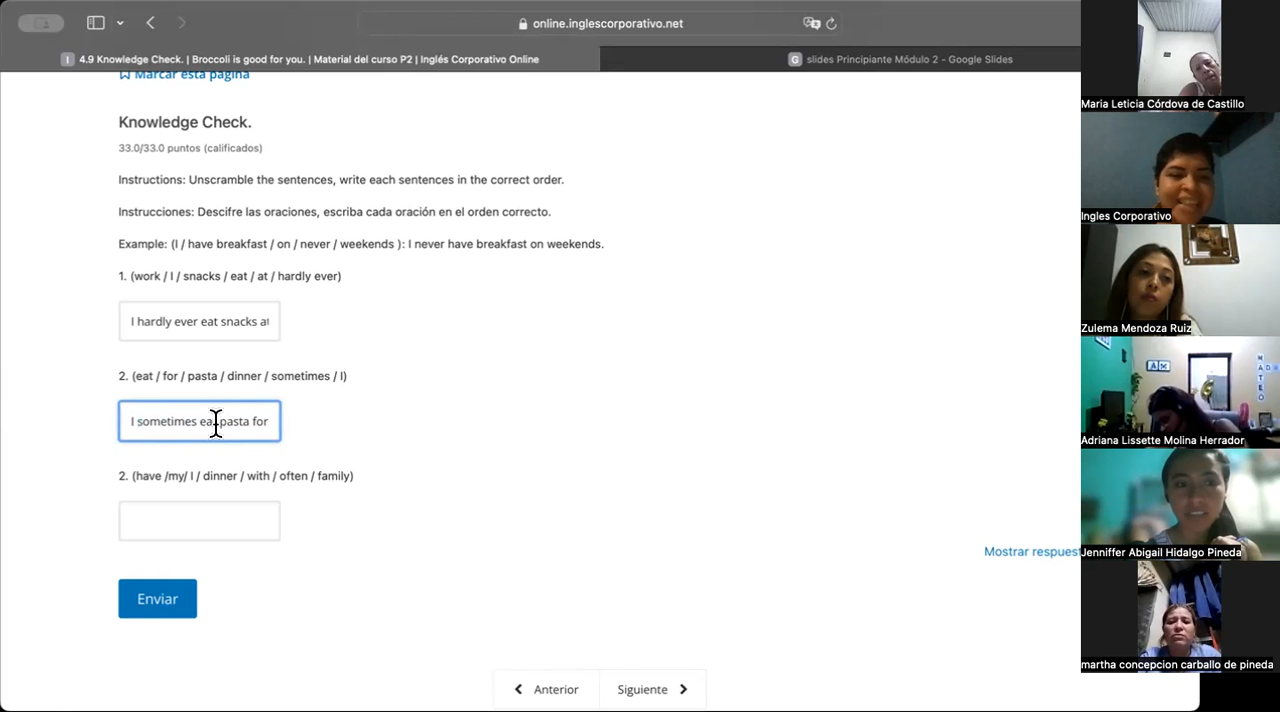 online.inglescorporativo.net
4.9 Knowledge Check. | Broccoli is good for you. | Material del curso P2 | Inglés Corporativo Online
slides Principiante Módulo 2 - Google Slides
Marcar esta página
Knowledge Check.
33.0/33.0 puntos (calificados)
Instructions: Unscramble the sentences, write each sentences in the correct order.
Instrucciones: Descifre las oraciones, escriba cada oración en el orden correcto.
Example: (I / have breakfast / on / never / weekends ): I never have breakfast on weekends.
1. (work / I / snacks / eat / at / hardly ever)
I hardly ever eat snacks at
2. (eat / for / pasta / dinner / sometimes / I)
I sometimes eat pasta for
2. (have /my/ I / dinner / with / often / family)
Mostrar respuest
Enviar
Anterior
Siguiente
Maria Leticia Córdova de Castillo
Ingles Corporativo
Zulema Mendoza Ruiz
Adriana Lissette Molina Herrador
Jenniffer Abigail Hidalgo Pineda
martha concepcion carballo de pineda